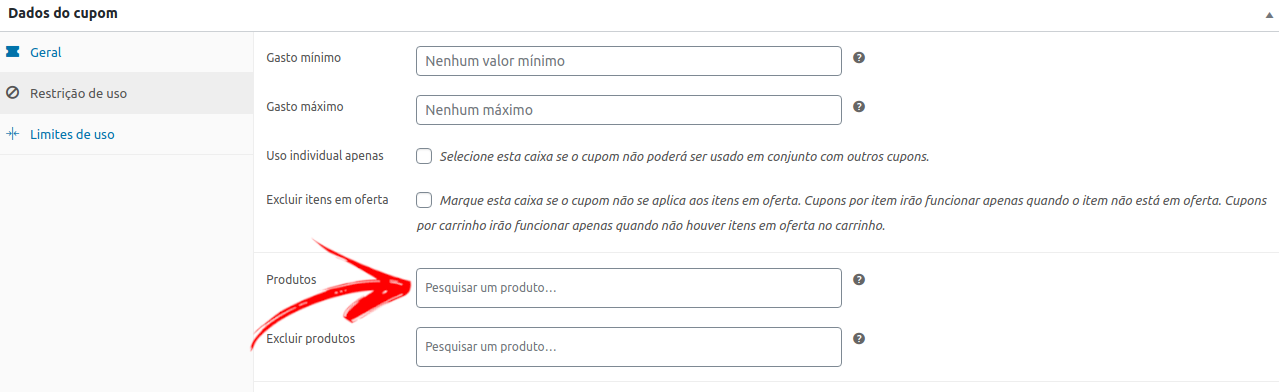 Dados do cupom
Geral
Restrição de uso
Limites de uso
Gasto mínimo
Nenhum valor mínimo
Gasto máximo
Nenhum máximo
Uso individual apenas
Selecione esta caixa se o cupom não poderá ser usado em conjunto com outros cupons.
Excluir itens em oferta
Marque esta caixa se o cupom não se aplica aos itens em oferta. Cupons por item irão funcionar apenas quando o item não está em oferta. Cupons
por carrinho irão funcionar apenas quando não houver itens em oferta no carrinho.
Produtos
Pesquisar um produto…
Excluir produtos
Pesquisar um produto…